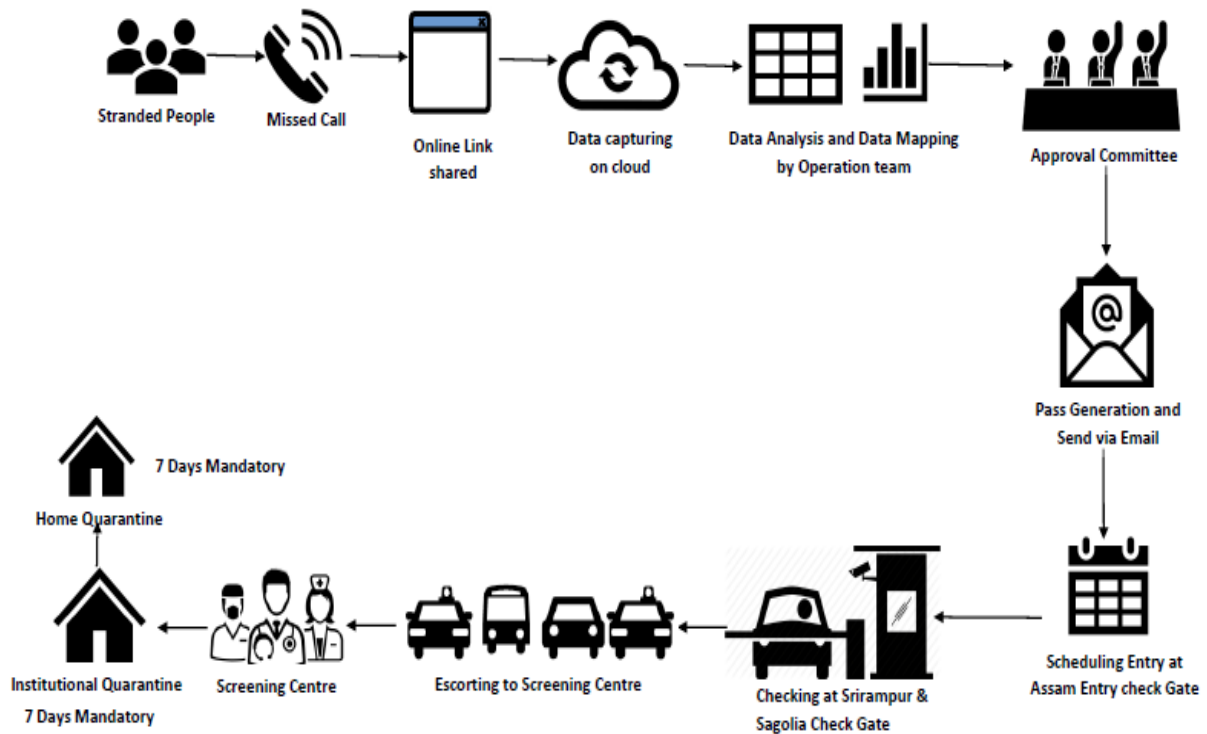 Stranded People
Missed Call
Online Link
shared
Data capturing
on cloud
Data Analysis and Data Mapping
by Operation team
Approval Committee
@
Pass Generation and
Send via Email
Scheduling Entry at
Assam Entry check Gate
Checking at Srirampur &
Sagolia Check Gate
Escorting to Screening Centre
Screening Centre
Institutional Quarantine
7 Days Mandatory
Home Quarantine
7 Days Mandatory